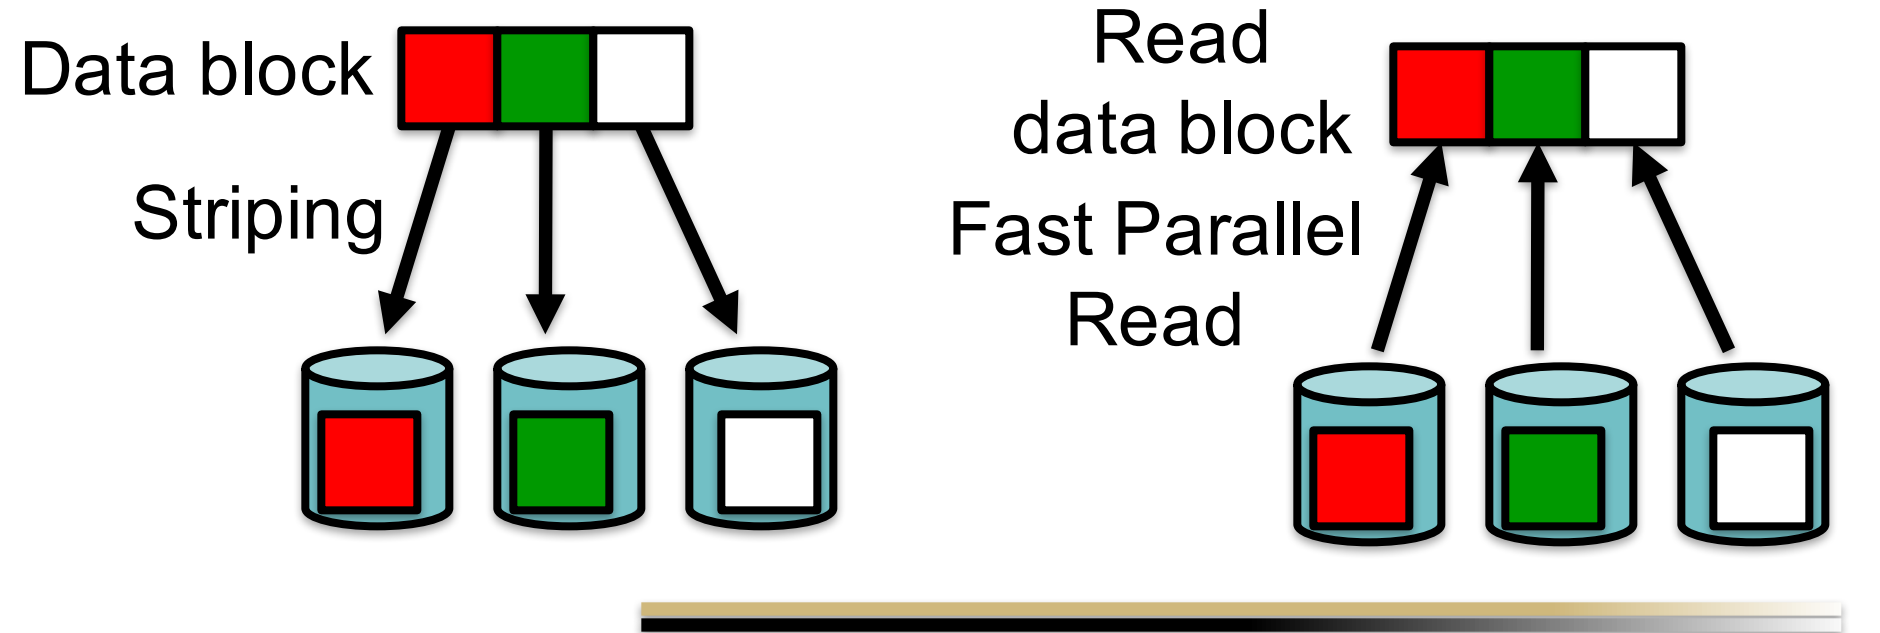 Data block
Striping
Read
data block
Fast Parallel
Read